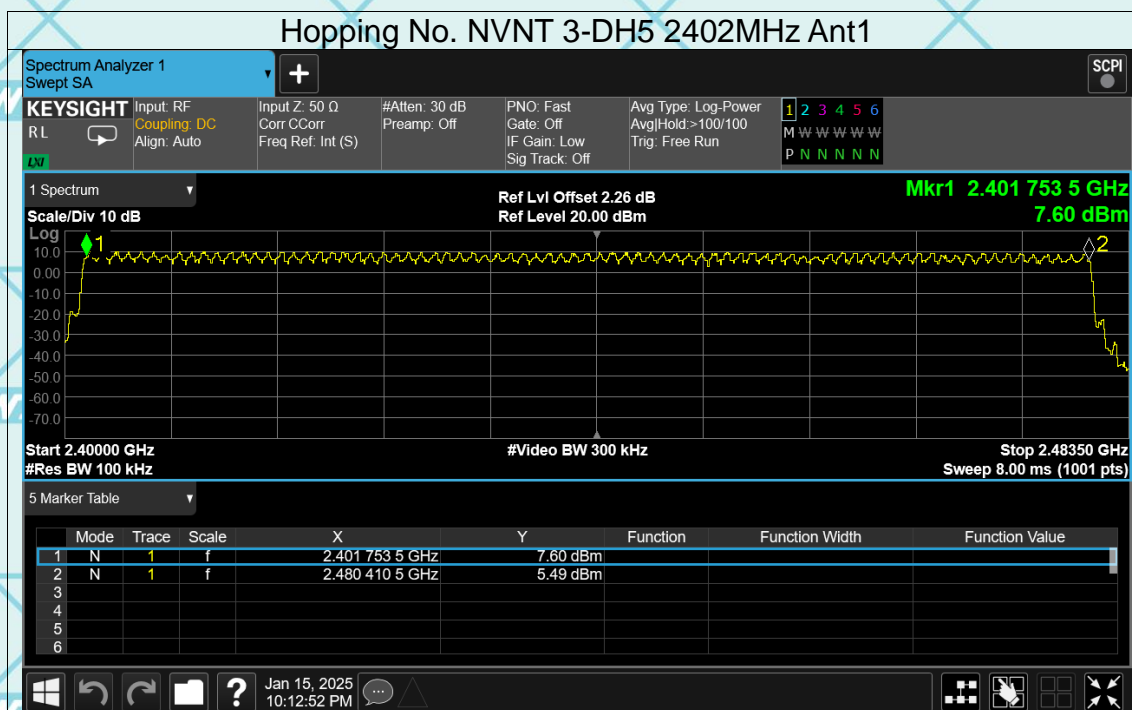 Hopping No. NVNT 3-DH5 2402MHz Ant1
Spectrum Analyzer 1
Swept SA
+
SCPI
KEYSIGHT
RL
LXI
Input: RF
Coupling: DC
Align: Auto
Input Z: 50 Ω
Corr CCorr
Freq Ref: Int (S)
#Atten: 30 dB
Preamp: Off
PNO: Fast
Gate: Off
IF Gain: Low
Sig Track: Off
Avg Type: Log-Power
Avg|Hold:>100/100
Trig: Free Run
1 2 3 4 5 6
M W W W W W
P N N N N N
1 Spectrum
Scale/Div 10 dB
Ref Lvl Offset 2.26 dB
Ref Level 20.00 dBm
Mkr1 2.401 753 5 GHz
7.60 dBm
Log
1
2
10.0
0.00
-10.0
-20.0
-30.0
-40.0
-50.0
-60.0
-70.0
Start 2.40000 GHz
#Res BW 100 kHz
#Video BW 300 kHz
Stop 2.48350 GHz
Sweep 8.00 ms (1001 pts)
5 Marker Table
Mode Trace Scale X Y Function Function Width Function Value
1 N 1 f 2.401 753 5 GHz 7.60 dBm
2 N 1 f 2.480 410 5 GHz 5.49 dBm
3
4
5
6
?
Jan 15, 2025
10:12:52 PM